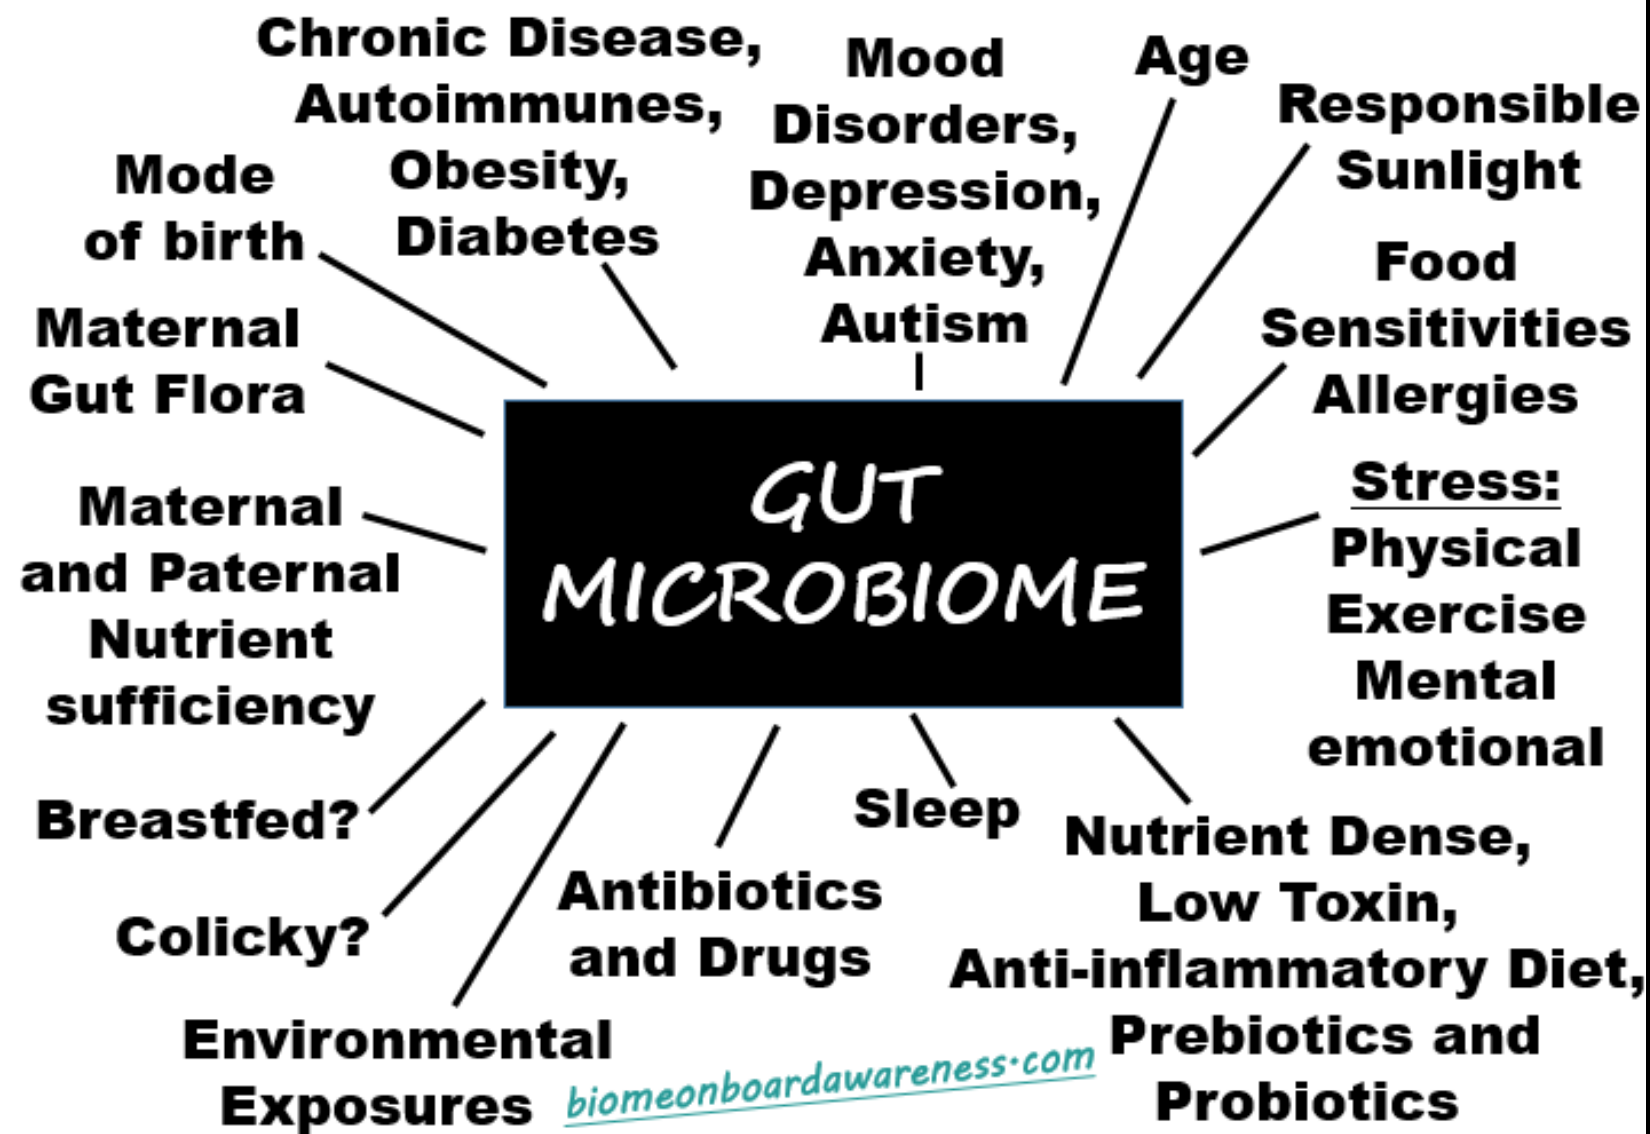 Chronic Disease,
Autoimmunes,
Obesity,
Diabetes
Mood
Disorders,
Depression,
Anxiety,
Autism
Age
Responsible
Sunlight
Mode
of birth
Food
Sensitivities
Allergies
Maternal
Gut Flora
GUT
MICROBIOME
Maternal
and Paternal
Nutrient
sufficiency
Stress:
Physical
Exercise
Mental
emotional
Breastfed?
Colicky?
Environmental
Exposures
Antibiotics
and Drugs
Sleep
Nutrient Dense,
Low Toxin,
Anti-inflammatory Diet,
Prebiotics and
Probiotics
biomeonboardawareness.com